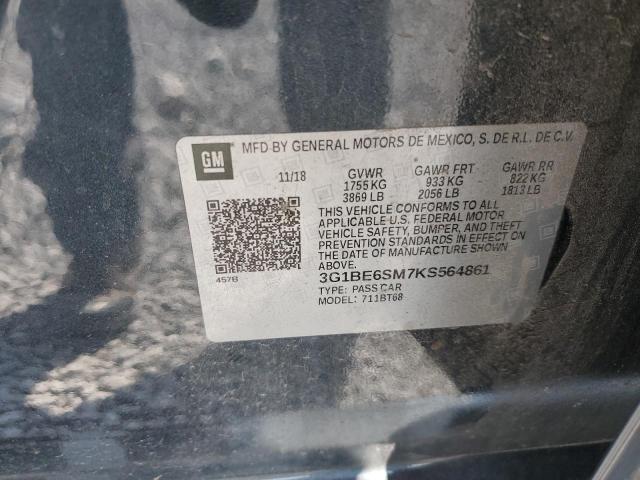 GM
MFD BY GENERAL MOTORS DE MEXICO, S. DE R.L. DE C.V.
11/18 GVWR GAWR FRT GAWR RR
1755 KG 933 KG 822 KG
3869 LB 2056 LB 1813 LB
THIS VEHICLE CONFORMS TO ALL
APPLICABLE U.S. FEDERAL MOTOR
VEHICLE SAFETY, BUMPER, AND THEFT
PREVENTION STANDARDS IN EFFECT ON
THE DATE OF MANUFACTURE SHOWN
ABOVE.
457B
3G1BE6SM7KS564861
TYPE: PASS CAR
MODEL: 711BT68